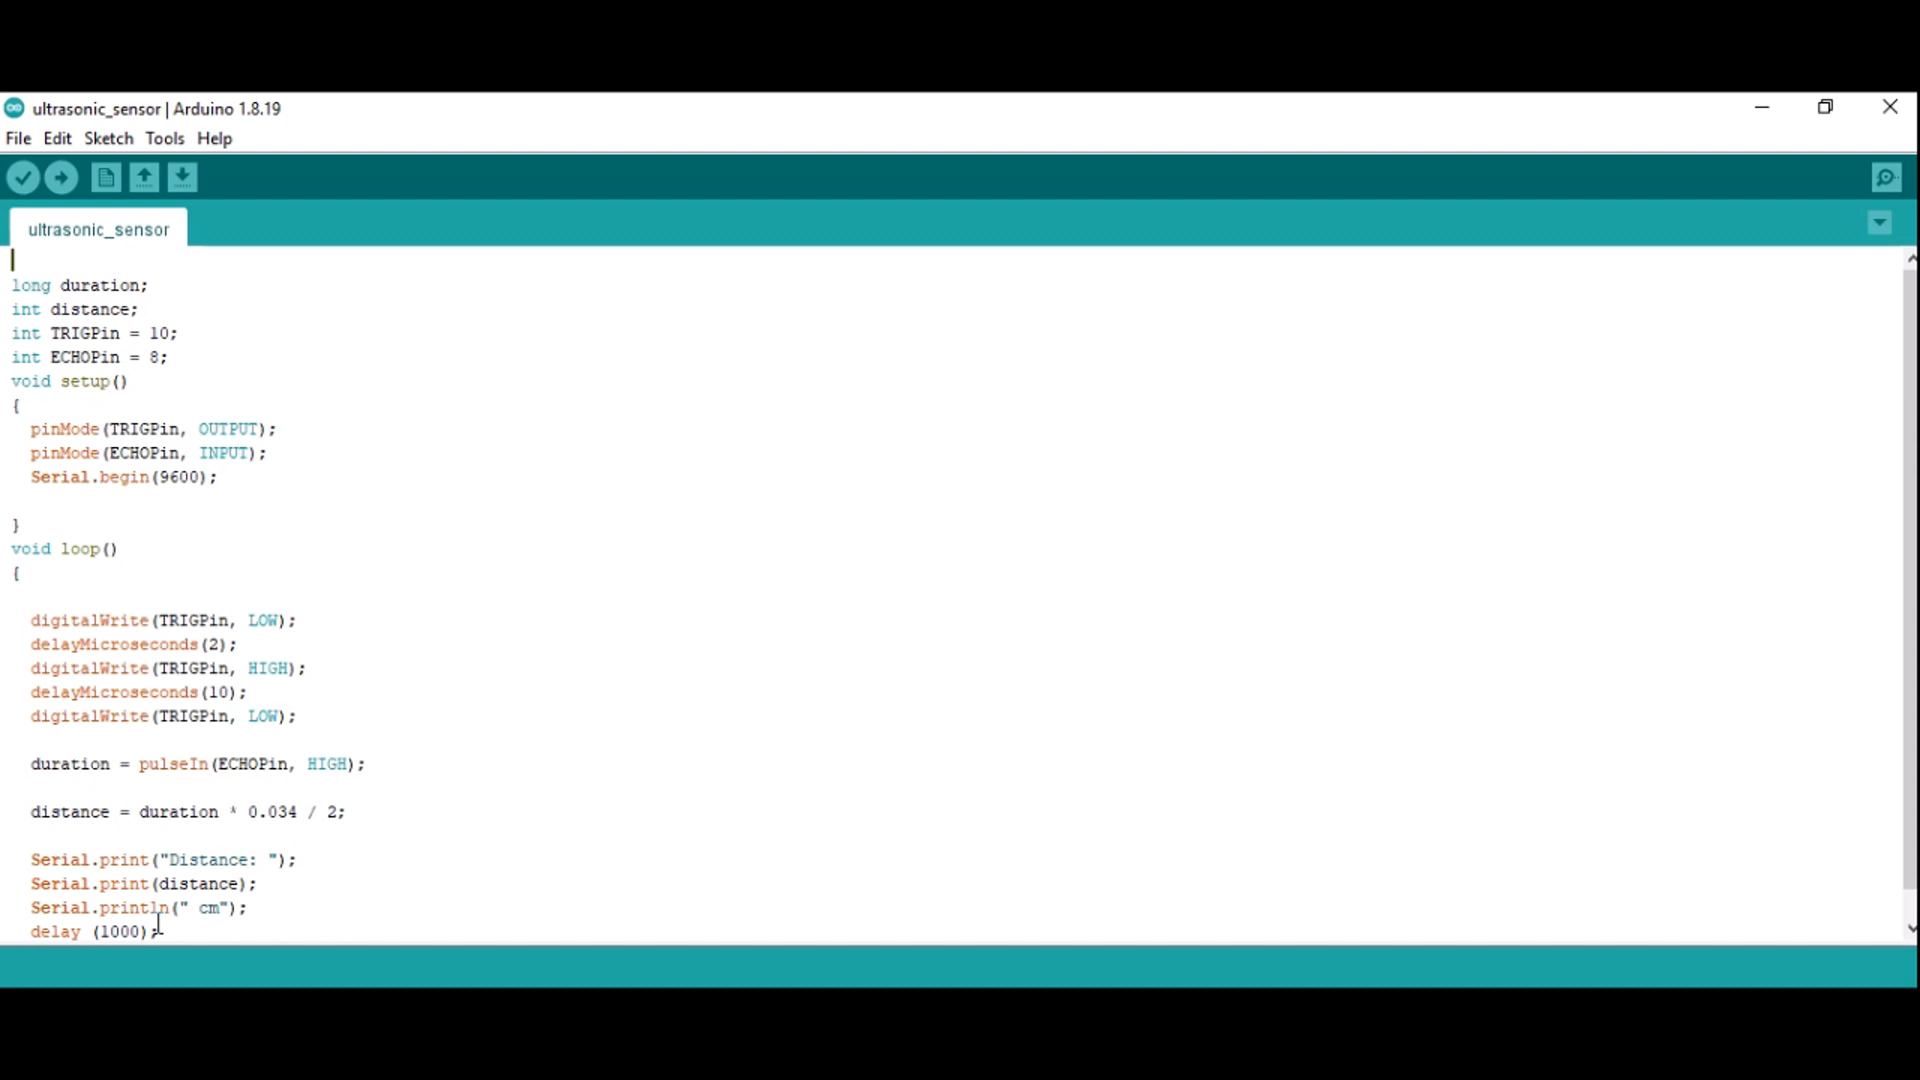 ultrasonic_sensor | Arduino 1.8.19
File Edit Sketch Tools Help
ultrasonic_sensor
long duration;
int distance;
int TRIGPin = 10;
int ECHOPin = 8;
void setup()
{
  pinMode(TRIGPin, OUTPUT);
  pinMode(ECHOPin, INPUT);
  Serial.begin(9600);
}
void loop()
{
  digitalWrite(TRIGPin, LOW);
  delayMicroseconds(2);
  digitalWrite(TRIGPin, HIGH);
  delayMicroseconds(10);
  digitalWrite(TRIGPin, LOW);
  duration = pulseIn(ECHOPin, HIGH);
  distance = duration * 0.034 / 2;
  Serial.print("Distance: ");
  Serial.print(distance);
  Serial.println(" cm");
  delay (1000);